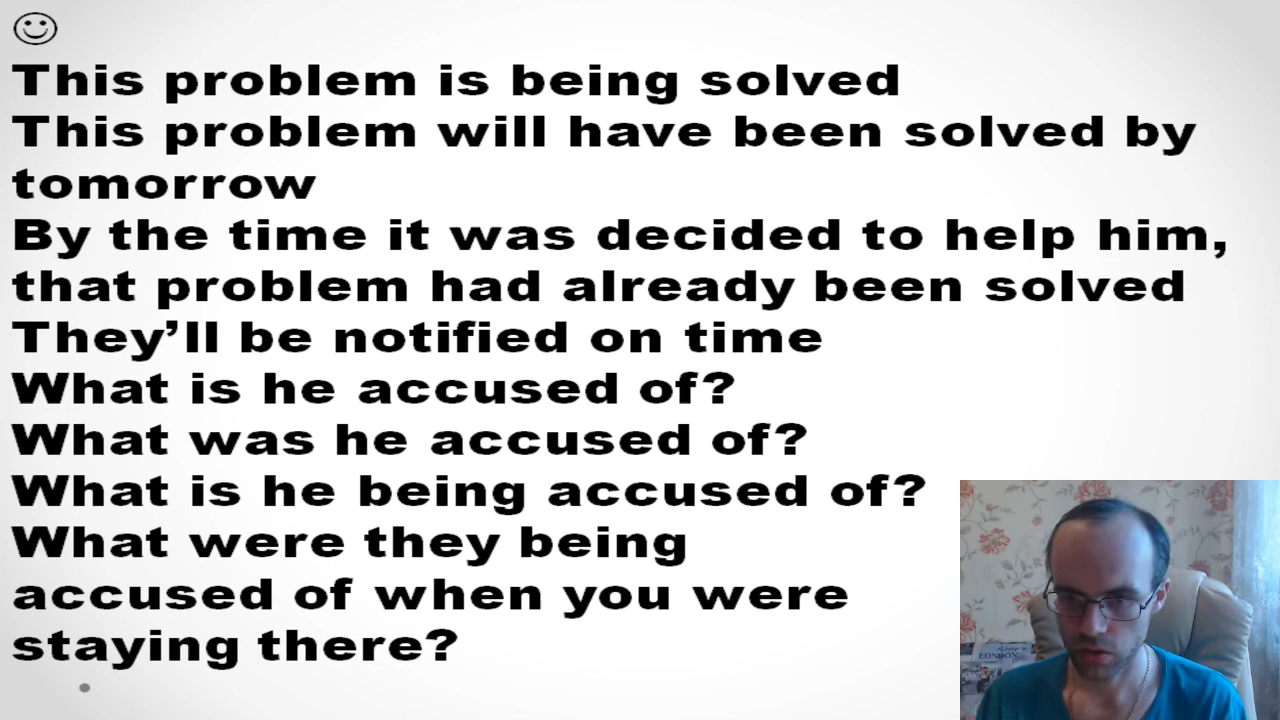 This problem is being solved
This problem will have been solved by
tomorrow
By the time it was decided to help him,
that problem had already been solved
They’ll be notified on time
What is he accused of?
What was he accused of?
What is he being accused of?
What were they being
accused of when you were
staying there?
LONDON